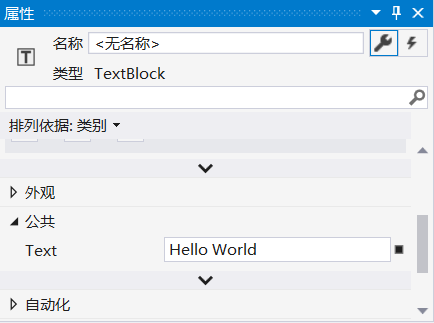 属性
名称 <无名称>
类型 TextBlock
排列依据: 类别
外观
公共
Text Hello World
自动化